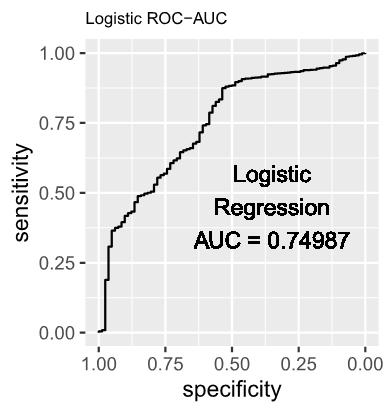 Logistic ROC−AUC
1.00
0.75
0.50
0.25
0.00
sensitivity
Logistic
Regression
AUC = 0.74987
1.00 0.75 0.50 0.25 0.00
specificity